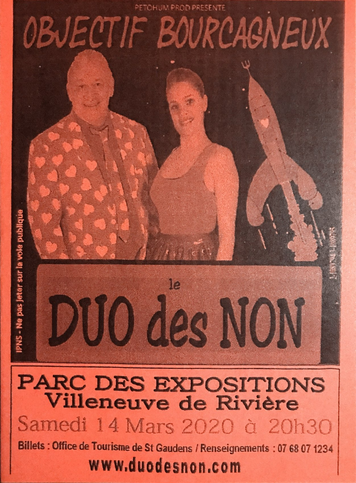 PETOHUM PROD PRESENTE
OBJECTIF BOURCAGNEUX
IPNS - Ne pas jeter sur la voie publique
le
DUO des NON
PARC DES EXPOSITIONS
Villeneuve de Rivière
Samedi 14 Mars 2020 à 20h30
Billets : Office de Tourisme de St Gaudens / Renseignements : 07 68 07 1234
www.duodesnon.com